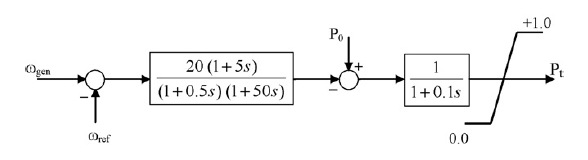 +1.0
P₀
ω_gen
20 (1+5s)
(1+0.5s) (1+50s)
+
1
1+0.1s
P_t
−
−
ω_ref
0.0